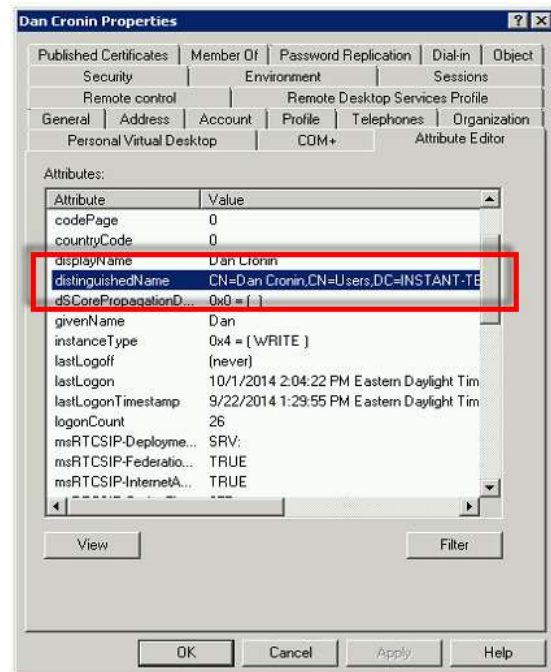 Dan Cronin Properties
Published Certificates Member Of Password Replication Dial-in Object
Security Environment Sessions
Remote control Remote Desktop Services Profile
General Address Account Profile Telephones Organization
Personal Virtual Desktop COM+ Attribute Editor
Attributes:
Attribute Value
codePage 0
countryCode 0
displayName Dan Cronin
distinguishedName CN=Dan Cronin,CN=Users,DC=INSTANT-TE
dSCorePropagationD... 0x0 = ( )
givenName Dan
instanceType 0x4 = ( WRITE )
lastLogoff (never)
lastLogon 10/1/2014 2:04:22 PM Eastern Daylight Tim
lastLogonTimestamp 9/22/2014 1:29:55 PM Eastern Daylight Tim
logonCount 26
msRTCSIP-Deployme... SRV:
msRTCSIP-Federatio... TRUE
msRTCSIP-InternetA... TRUE
View Filter
OK Cancel Apply Help